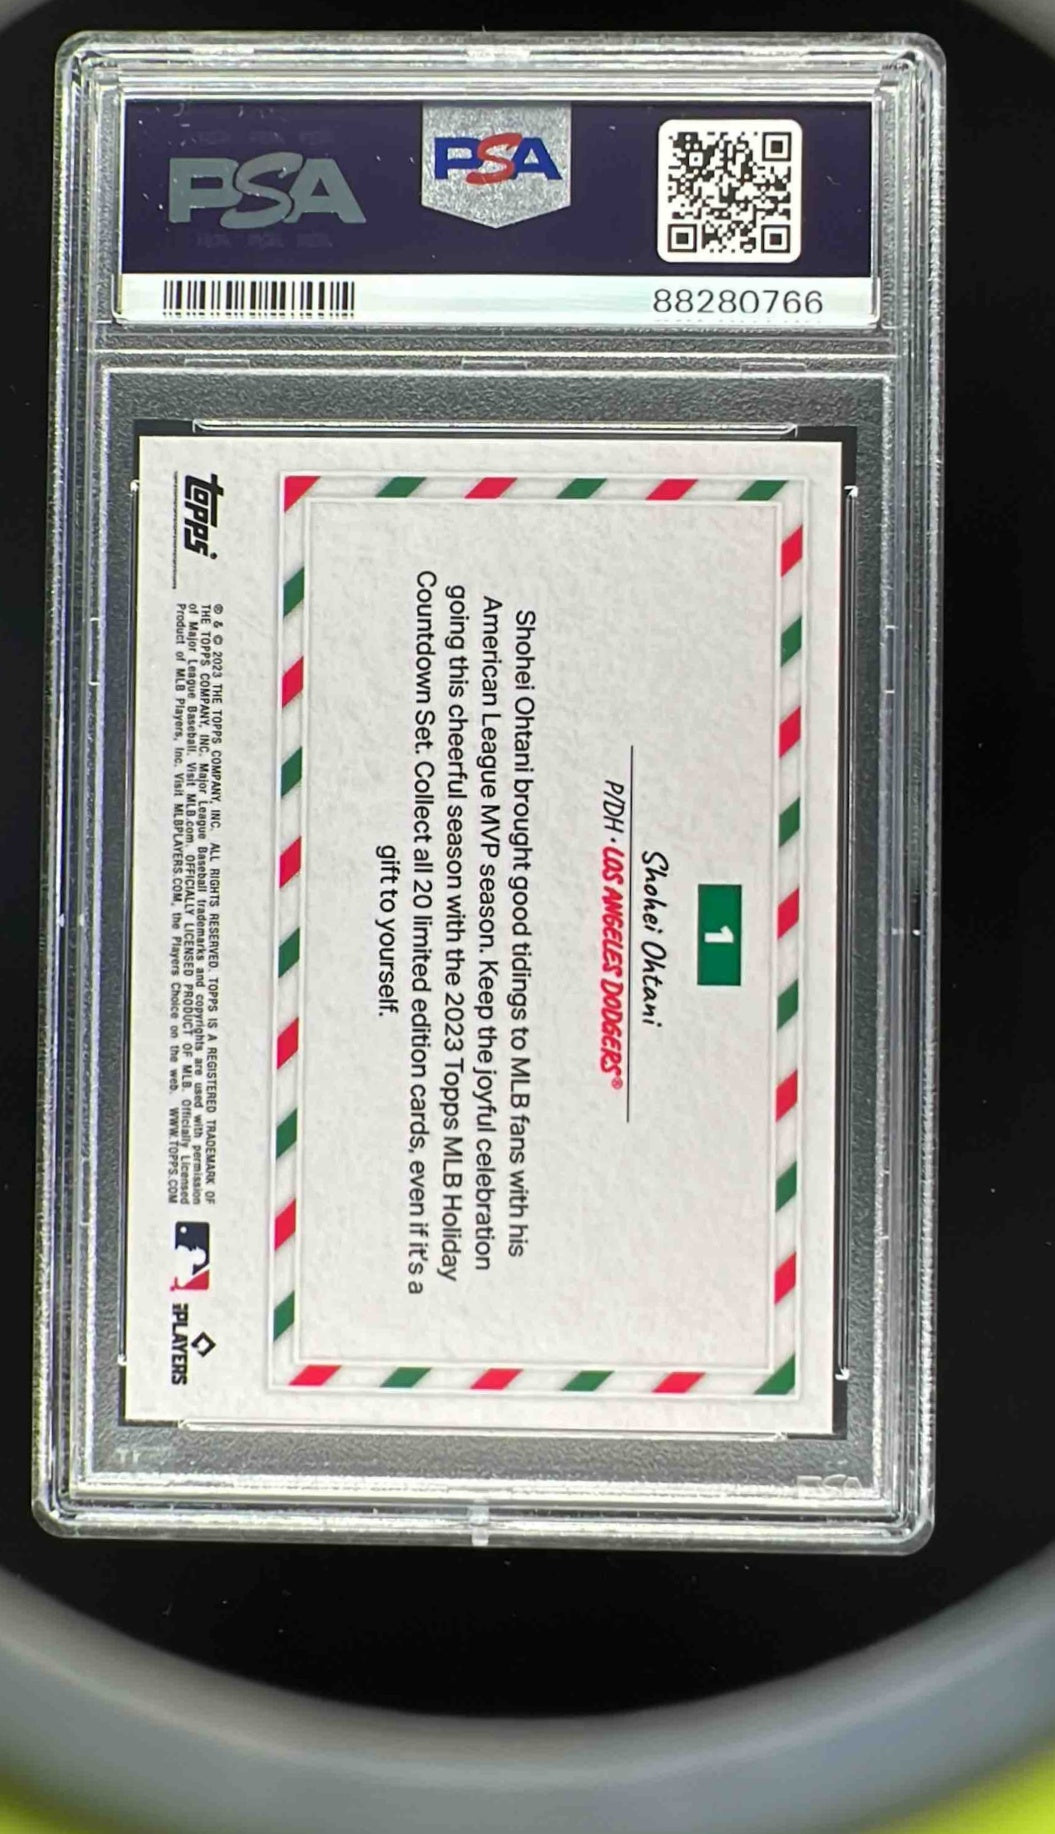 PSA
PSA
88280766
1
Shohei Ohtani
P/DH · LOS ANGELES DODGERS®
Shohei Ohtani brought good tidings to MLB fans with his
American League MVP season. Keep the joyful celebration
going this cheerful season with the 2023 Topps MLB Holiday
Countdown Set. Collect all 20 limited edition cards, even if it's a
gift to yourself.
topps
® & © 2023 THE TOPPS COMPANY, INC. ALL RIGHTS RESERVED. TOPPS IS A REGISTERED TRADEMARK OF
THE TOPPS COMPANY, INC. Major League Baseball trademarks and copyrights are used with permission
of Major League Baseball. Visit MLB.com. OFFICIALLY LICENSED PRODUCT OF MLB. Officially Licensed
Product of MLB Players, Inc. Visit MLBPLAYERS.COM, the Players Choice on the web. WWW.TOPPS.COM
PLAYERS
PSA